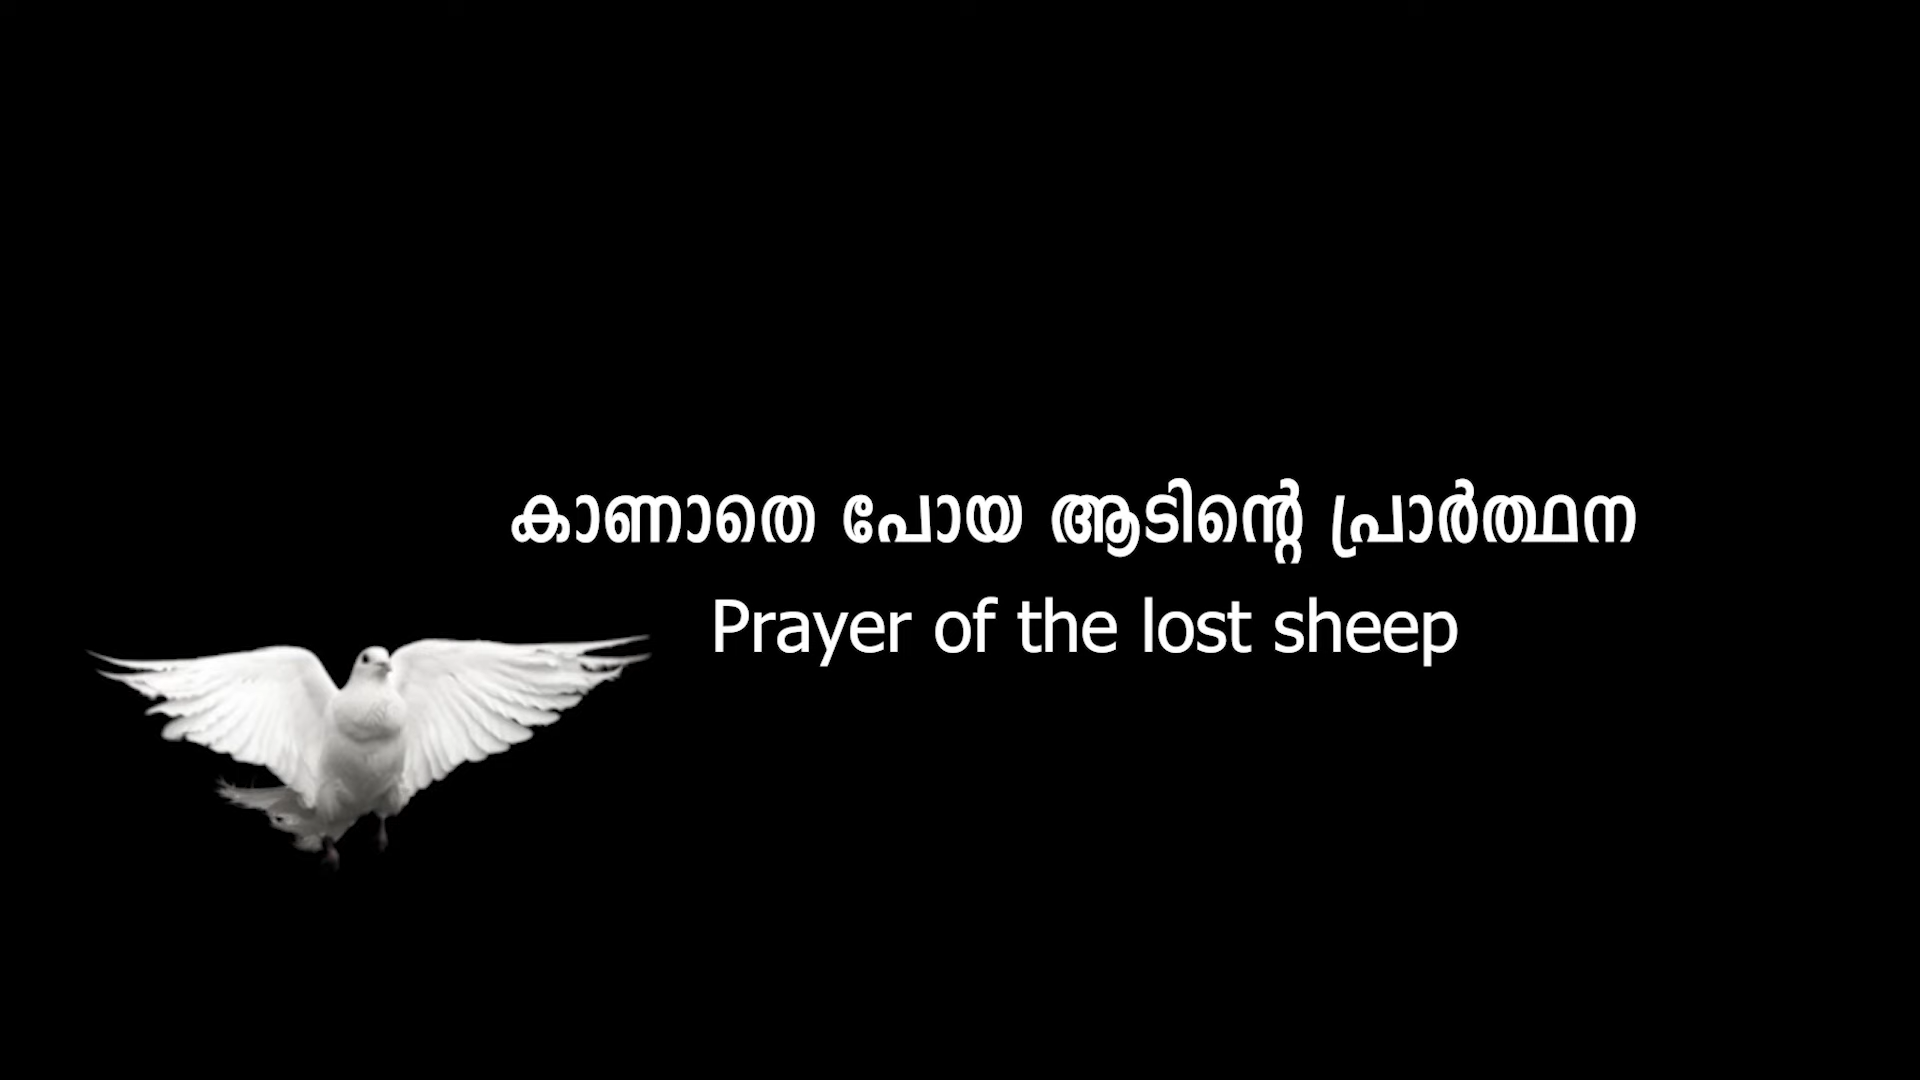 കാണാതെ പോയ ആടിന്റെ പ്രാർത്ഥന
Prayer of the lost sheep